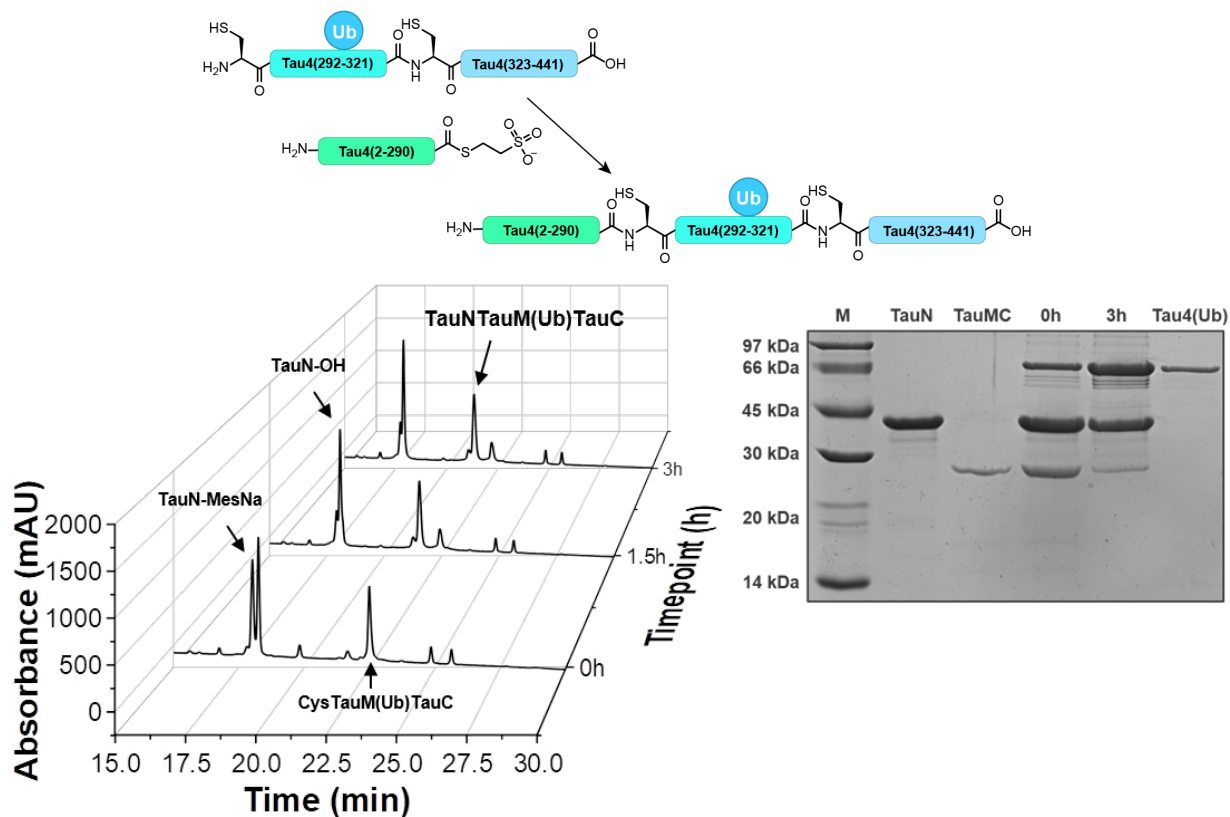 HS
Ub
HS
O
H₂N
Tau4(292-321)
N
H
Tau4(323-441)
O
OH
O
O
O
O
O
H₂N
Tau4(2-290)
S
S
O⁻
HS
Ub
HS
O
O
O
H₂N
Tau4(2-290)
N
H
Tau4(292-321)
N
H
Tau4(323-441)
OH
O
O
TauNTauM(Ub)TauC
TauN-OH
TauN-MesNa
CysTauM(Ub)TauC
Absorbance (mAU)
2000
1500
1000
500
0
15.0 17.5 20.0 22.5 25.0 27.5 30.0
Time (min)
0h
1.5h
3h
Timepoint (h)
M TauN TauMC 0h 3h Tau4(Ub)
97 kDa
66 kDa
45 kDa
30 kDa
20 kDa
14 kDa